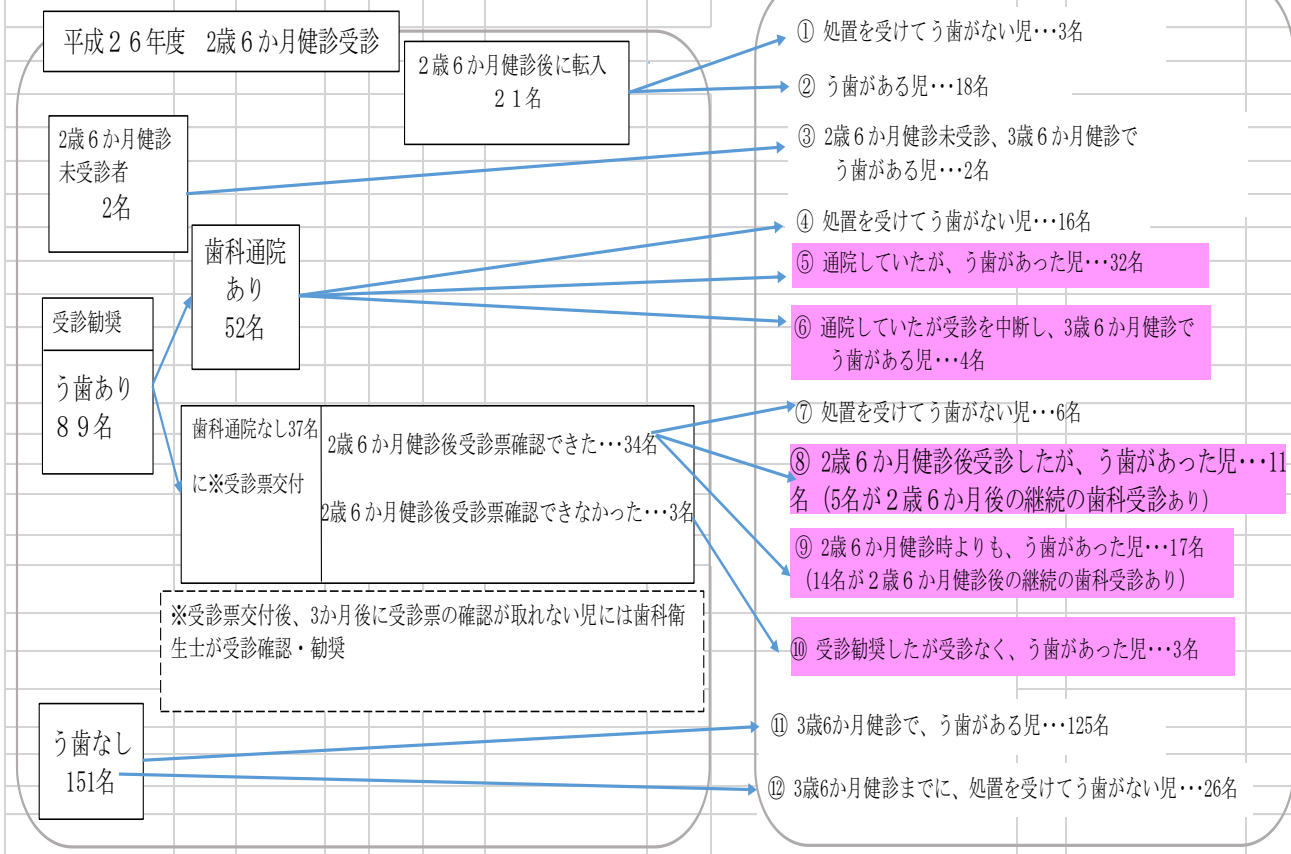 平成２６年度 2歳６か月健診受診
２歳６か月健診後に転入
２１名
2歳６か月健診
未受診者
2名
歯科通院
あり
52名
受診勧奨
う歯あり
８９名
歯科通院なし37名
に※受診票交付
2歳６か月健診後受診票確認できた･･･34名
2歳６か月健診後受診票確認できなかった･･･3名
※受診票交付後、3か月後に受診票の確認が取れない児には歯科衛
生士が受診確認・勧奨
う歯なし
151名
① 処置を受けてう歯がない児･･･3名
② う歯がある児･･･18名
③ 2歳６か月健診未受診、3歳６か月健診で
う歯がある児･･･2名
④ 処置を受けてう歯がない児･･･16名
⑤ 通院していたが、う歯があった児･･･32名
⑥ 通院していたが受診を中断し、3歳６か月健診で
う歯がある児･･･4名
⑦ 処置を受けてう歯がない児･･･6名
⑧ 2歳６か月健診後受診したが、う歯があった児･･･11
名（5名が２歳６か月後の継続の歯科受診あり）
⑨ 2歳６か月健診時よりも、う歯があった児･･･17名
（14名が２歳６か月健診後の継続の歯科受診あり）
⑩ 受診勧奨したが受診なく、う歯があった児･･･3名
⑪ 3歳6か月健診で、う歯がある児･･･125名
⑫ 3歳6か月健診までに、処置を受けてう歯がない児･･･26名